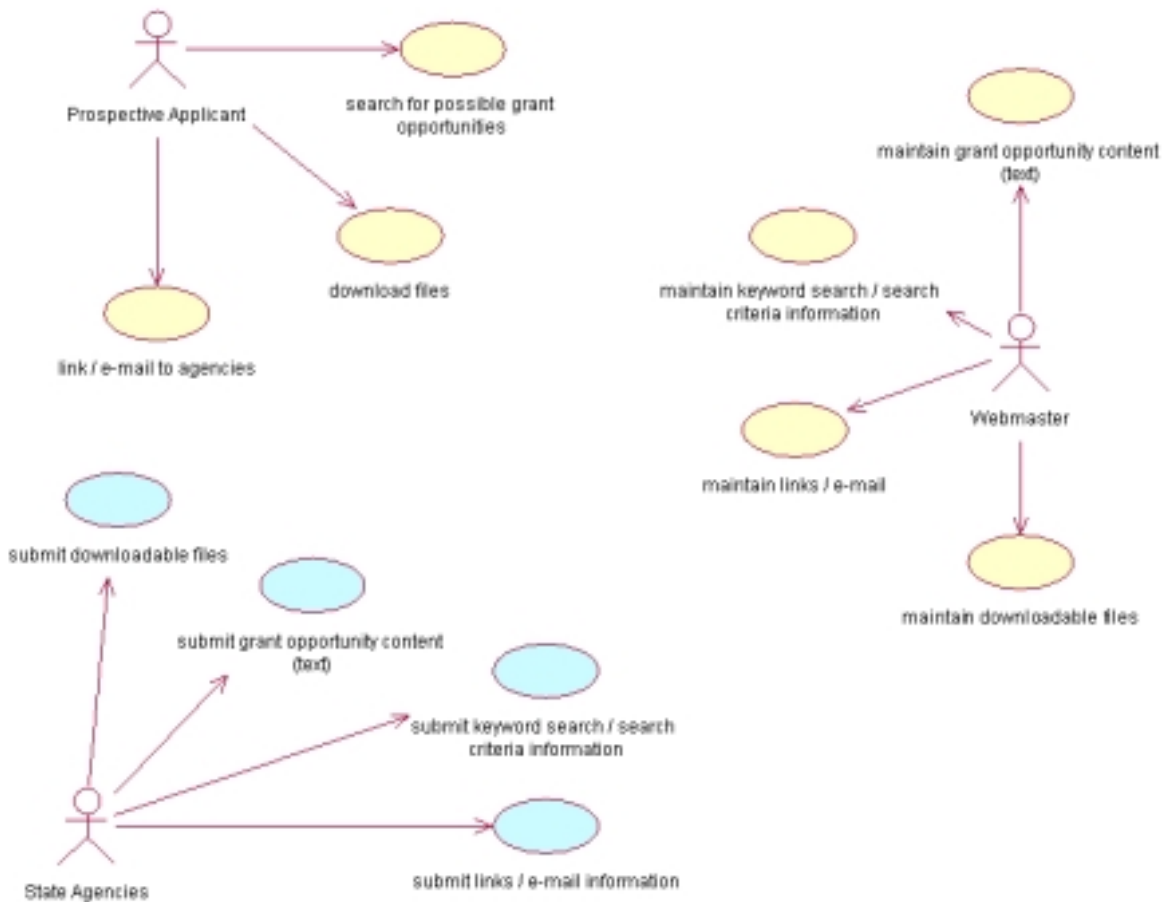 Prospective Applicant
search for possible grant
opportunities
download files
link / e-mail to agencies
maintain grant opportunity content
(text)
maintain keyword search / search
criteria information
Webmaster
maintain links / e-mail
maintain downloadable files
submit downloadable files
submit grant opportunity content
(text)
submit keyword search / search
criteria information
submit links / e-mail information
State Agencies